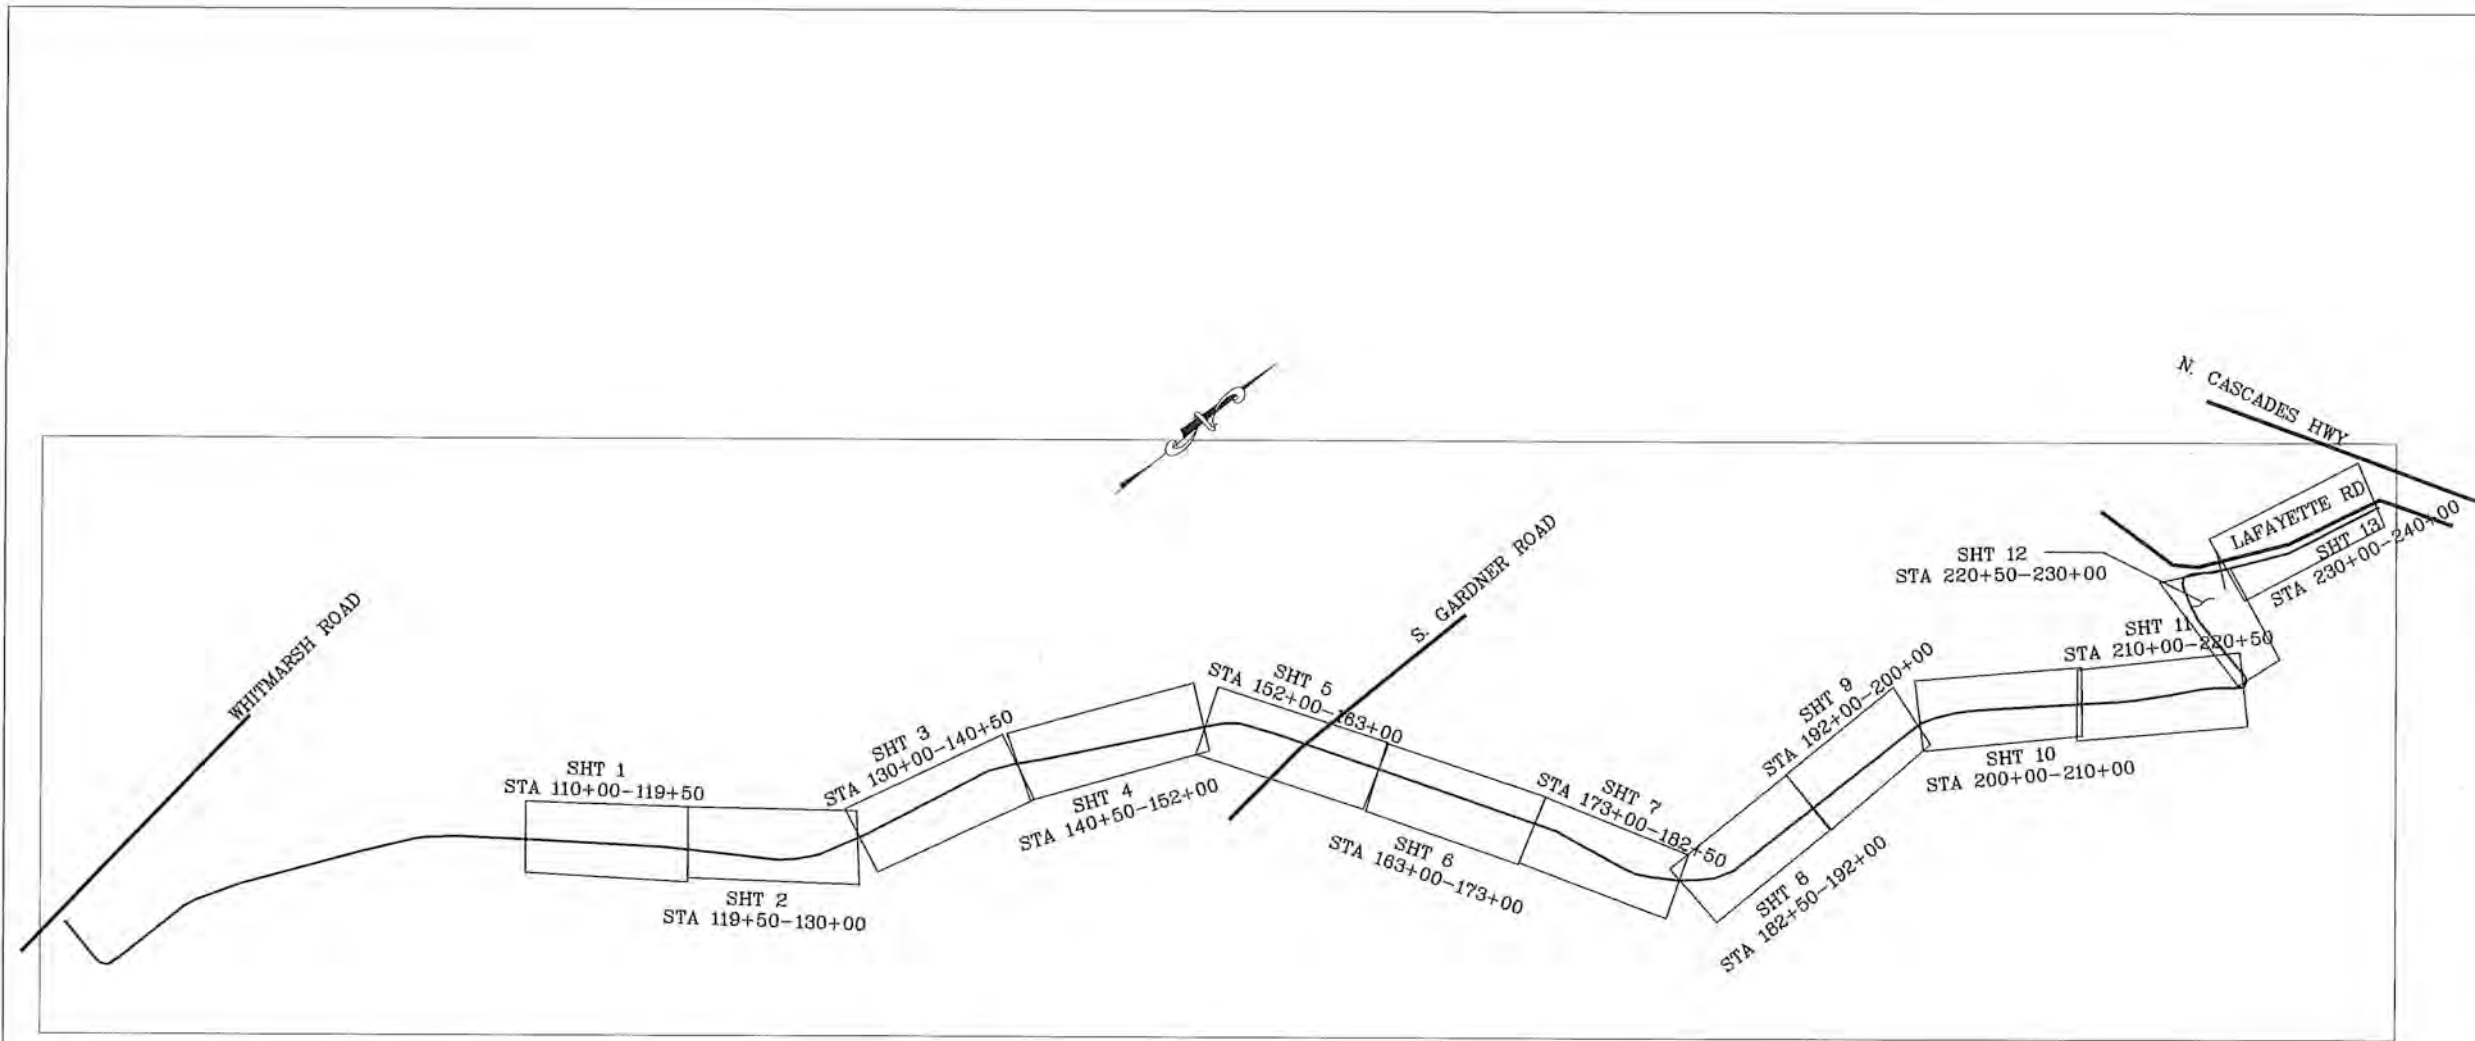 WHITMARSH ROAD
SHT 1
STA 110+00-119+50
SHT 2
STA 119+50-130+00
SHT 3
STA 130+00-140+50
SHT 4
STA 140+50-152+00
SHT 5
STA 152+00-163+00
S. GARDNER ROAD
SHT 6
STA 163+00-173+00
SHT 7
STA 173+00-182+50
SHT 8
STA 182+50-192+00
SHT 9
STA 192+00-200+00
SHT 10
STA 200+00-210+00
SHT 11
STA 210+00-220+50
SHT 12
STA 220+50-230+00
N. CASCADES HWY
LAFAYETTE RD
SHT 13
STA 230+00-240+00